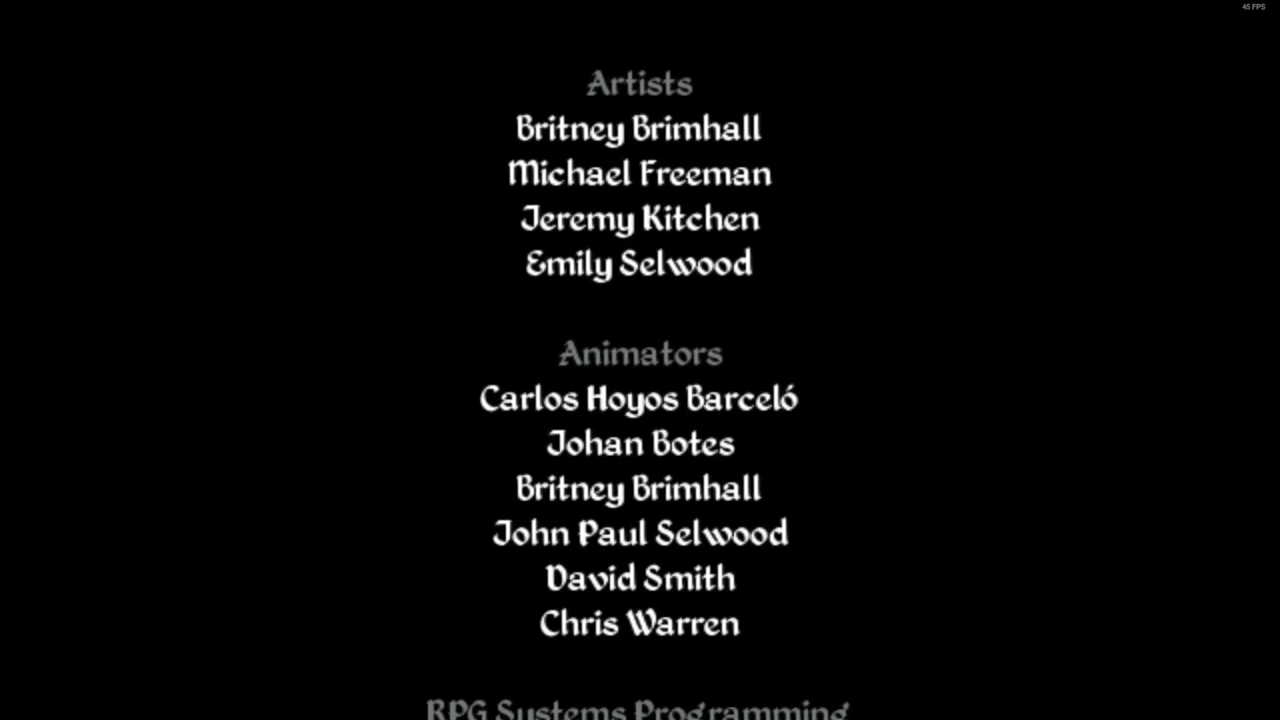 45 FPS
Artists
Britney Brimhall
Michael Freeman
Jeremy Kitchen
Emily Selwood
Animators
Carlos Hoyos Barceló
Johan Botes
Britney Brimhall
John Paul Selwood
David Smith
Chris Warren
RPG Systems Programming